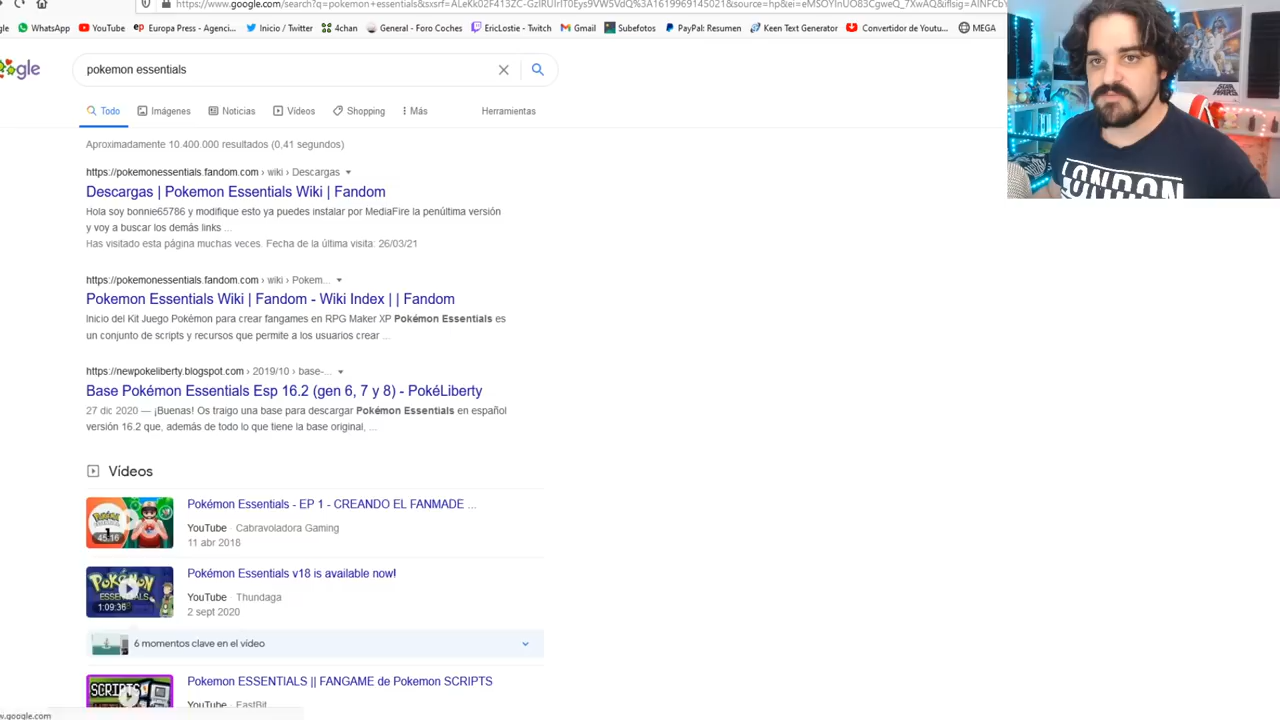 https://www.google.com/search?q=pokemon+essentials&sxsrf=
WhatsApp
YouTube
Europa Press - Agenci...
Inicio / Twitter
4chan
General - Foro Coches
EricLostie - Twitch
Gmail
Subefotos
PayPal: Resumen
Keen Text Generator
Convertidor de Youtu...
MEGA
pokemon essentials
Todo
Imágenes
Noticias
Vídeos
Shopping
Más
Herramientas
Aproximadamente 10.400.000 resultados (0,41 segundos)
https://pokemonessentials.fandom.com › wiki › Descargas
Descargas | Pokemon Essentials Wiki | Fandom
Hola soy bonnie65786 y modifique esto ya puedes instalar por MediaFire la penúltima versión
y voy a buscar los demás links ...
Has visitado esta página muchas veces. Fecha de la última visita: 26/03/21
https://pokemonessentials.fandom.com › wiki › Pokem...
Pokemon Essentials Wiki | Fandom - Wiki Index | | Fandom
Inicio del Kit Juego Pokémon para crear fangames en RPG Maker XP Pokémon Essentials es
un conjunto de scripts y recursos que permite a los usuarios crear ...
https://newpokeliberty.blogspot.com › 2019/10 › base-...
Base Pokémon Essentials Esp 16.2 (gen 6, 7 y 8) - PokéLiberty
27 dic 2020 — ¡Buenas! Os traigo una base para descargar Pokémon Essentials en español
versión 16.2 que, además de todo lo que tiene la base original, ...
Vídeos
45:16
Pokémon Essentials - EP 1 - CREANDO EL FANMADE ...
YouTube · Cabravoladora Gaming
11 abr 2018
POKÉMON
ESSENTIALS
1:09:36
Pokémon Essentials v18 is available now!
YouTube · Thundaga
2 sept 2020
6 momentos clave en el vídeo
SCRIPTS
Pokemon ESSENTIALS || FANGAME de Pokemon SCRIPTS
YouTube · EastBit
w.google.com
STAR WARS
LONDON